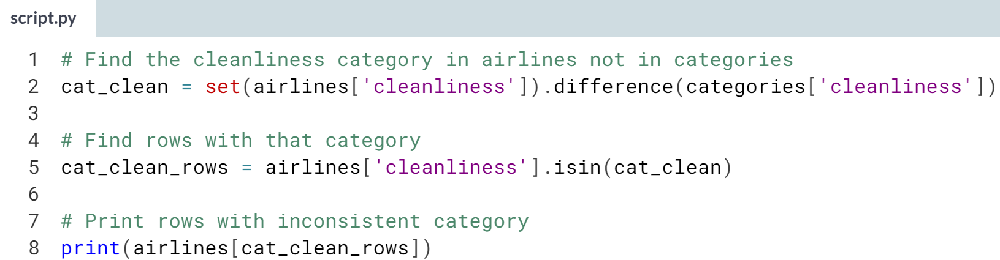 script.py
1 # Find the cleanliness category in airlines not in categories
2 cat_clean = set(airlines['cleanliness']).difference(categories['cleanliness'])
3
4 # Find rows with that category
5 cat_clean_rows = airlines['cleanliness'].isin(cat_clean)
6
7 # Print rows with inconsistent category
8 print(airlines[cat_clean_rows])